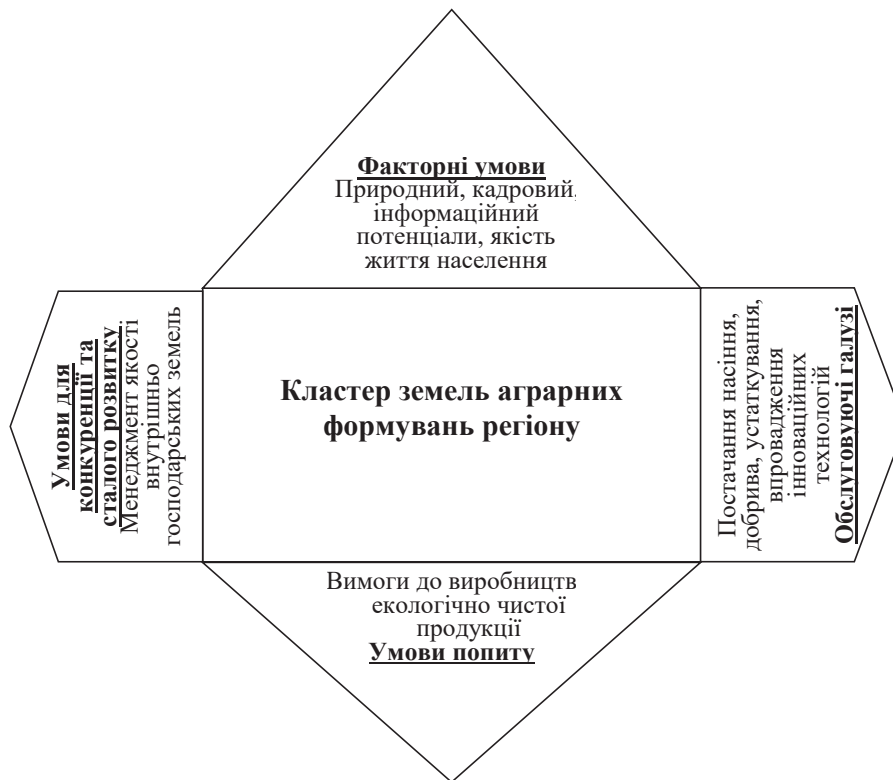 Факторні умови
Природний, кадровий,
інформаційний
потенціали, якість
життя населення
Умови для
конкуренції та
сталого розвитку
Менеджмент якості
внутрішньо
господарських земель
Кластер земель аграрних
формувань регіону
Постачання насіння,
добрива, устаткування,
впровадження
інноваційних
технологій
Обслуговуючі галузі
Вимоги до виробництв
екологічно чистої
продукції
Умови попиту